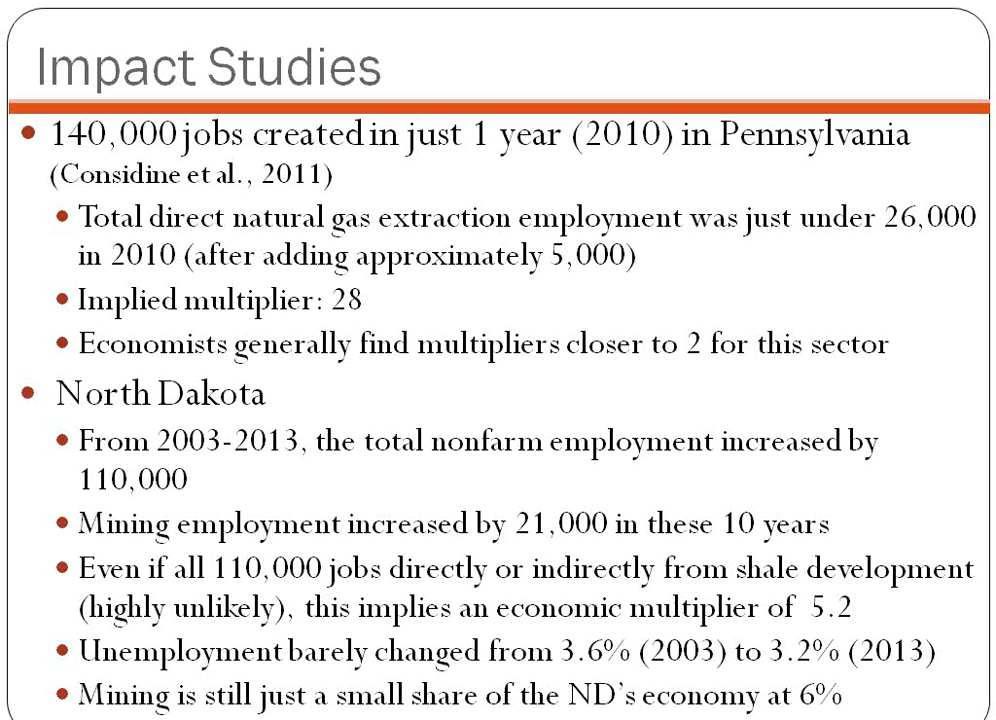 Impact Studies
• 140,000 jobs created in just 1 year (2010) in Pennsylvania
(Considine et al., 2011)
• Total direct natural gas extraction employment was just under 26,000
in 2010 (after adding approximately 5,000)
• Implied multiplier: 28
• Economists generally find multipliers closer to 2 for this sector
• North Dakota
• From 2003-2013, the total nonfarm employment increased by
110,000
• Mining employment increased by 21,000 in these 10 years
• Even if all 110,000 jobs directly or indirectly from shale development
(highly unlikely), this implies an economic multiplier of 5.2
• Unemployment barely changed from 3.6% (2003) to 3.2% (2013)
• Mining is still just a small share of the ND's economy at 6%